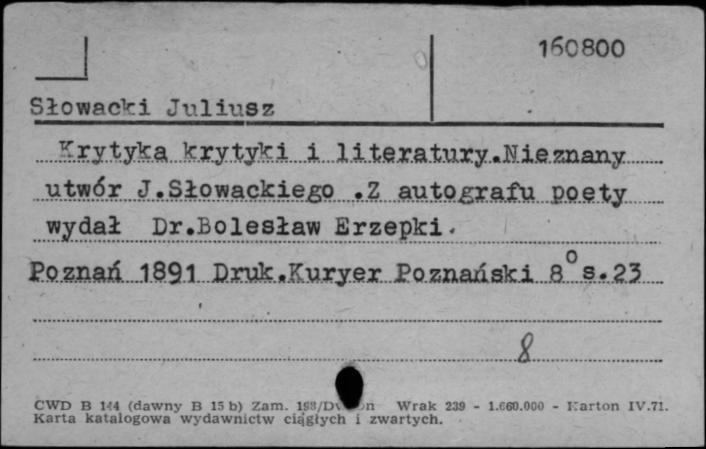 160800
Słowacki Juliusz
Krytyka krytyki i literatury.Nieznany
utwór J.Słowackiego .Z autografu poety
wydał Dr.Bolesław Erzepki.
Poznań 1891 Druk.Kuryer Poznański 8° s.23
8
CWD B 144 (dawny B 15 b) Zam. Wrak 239 - 1.660.000 - Karton IV.71.
Karta katalogowa wydawnictw ciągłych i zwartych.